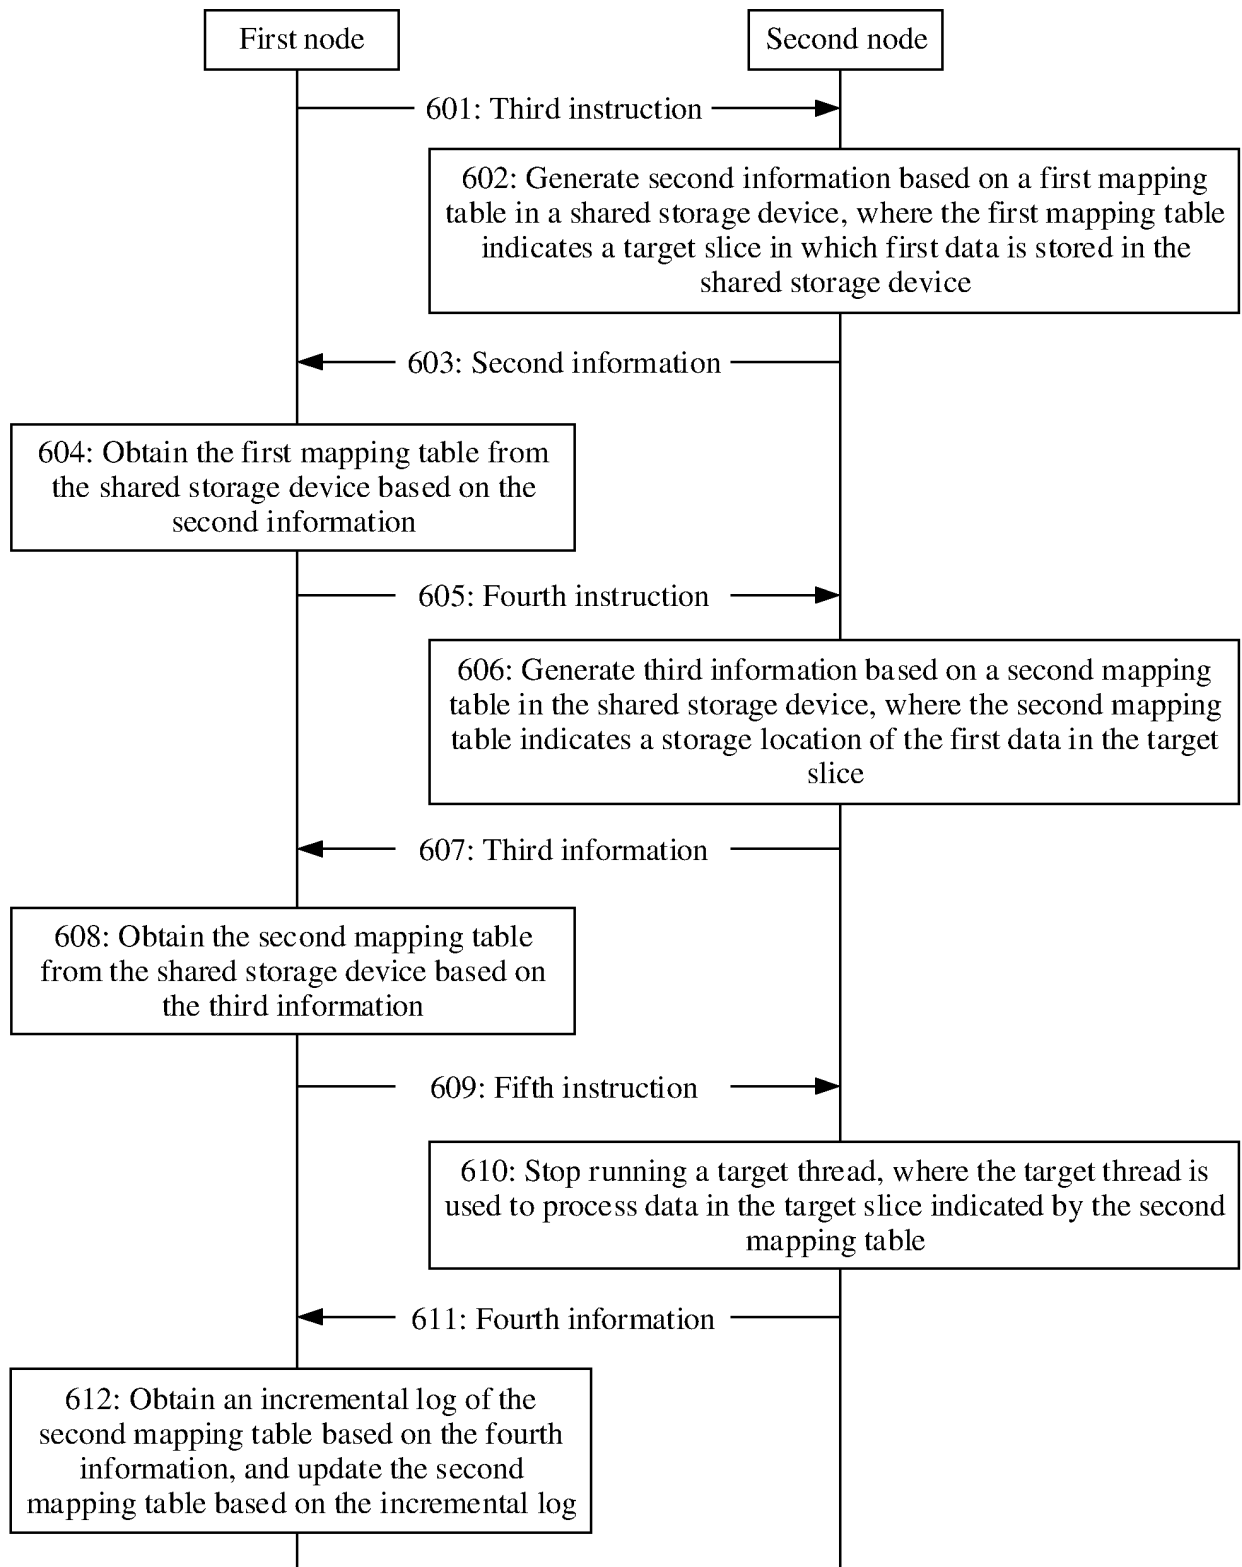 First node
Second node
601: Third instruction
602: Generate second information based on a first mapping
table in a shared storage device, where the first mapping table
indicates a target slice in which first data is stored in the
shared storage device
603: Second information
604: Obtain the first mapping table from
the shared storage device based on the
second information
605: Fourth instruction
606: Generate third information based on a second mapping
table in the shared storage device, where the second mapping
table indicates a storage location of the first data in the target
slice
607: Third information
608: Obtain the second mapping table
from the shared storage device based on
the third information
609: Fifth instruction
610: Stop running a target thread, where the target thread is
used to process data in the target slice indicated by the second
mapping table
611: Fourth information
612: Obtain an incremental log of the
second mapping table based on the fourth
information, and update the second
mapping table based on the incremental log